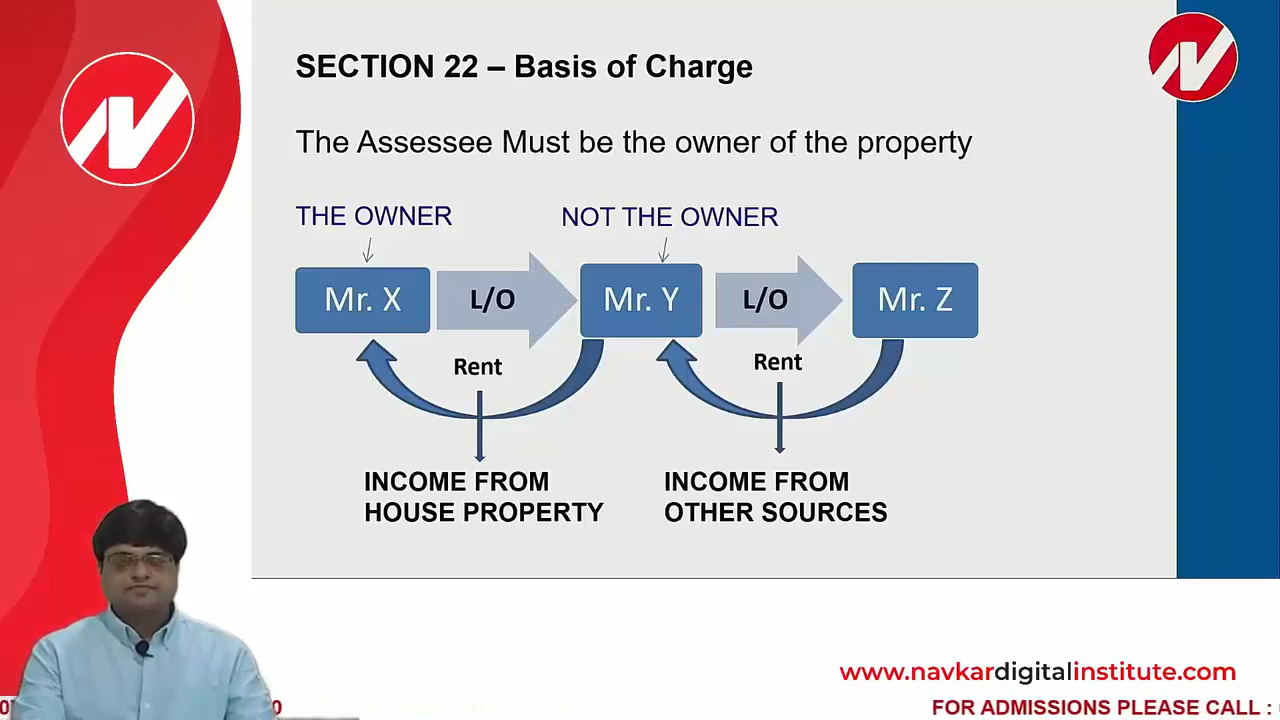 SECTION 22 – Basis of Charge
The Assessee Must be the owner of the property
THE OWNER
NOT THE OWNER
Mr. X
L/O
Mr. Y
L/O
Mr. Z
Rent
Rent
INCOME FROM
HOUSE PROPERTY
INCOME FROM
OTHER SOURCES
www.navkardigitalinstitute.com
FOR ADMISSIONS PLEASE CALL :